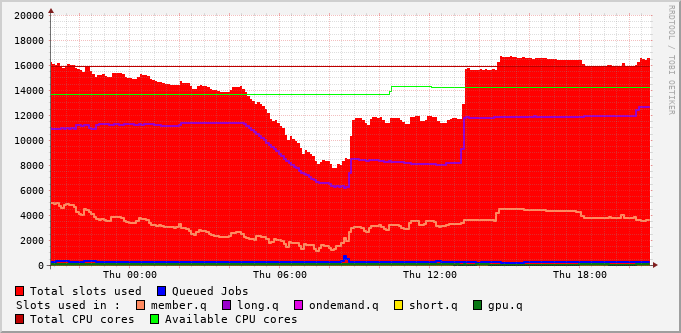 20000
18000
16000
14000
12000
10000
8000
6000
4000
2000
0
Thu 00:00 Thu 06:00 Thu 12:00 Thu 18:00
RRDTOOL / TOBI OETIKER
Total slots used Queued Jobs
Slots used in : member.q long.q ondemand.q short.q gpu.q
Total CPU cores Available CPU cores